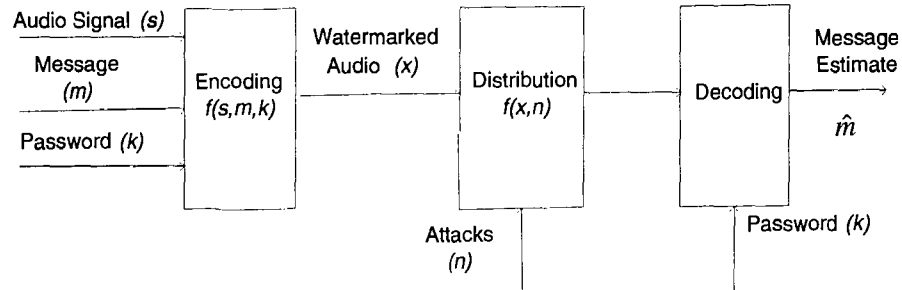 Audio Signal (s)
Message
(m)
Password (k)
Encoding
f(s,m,k)
Watermarked
Audio (x)
Distribution
f(x,n)
Attacks
(n)
Decoding
Password (k)
Message
Estimate
m̂